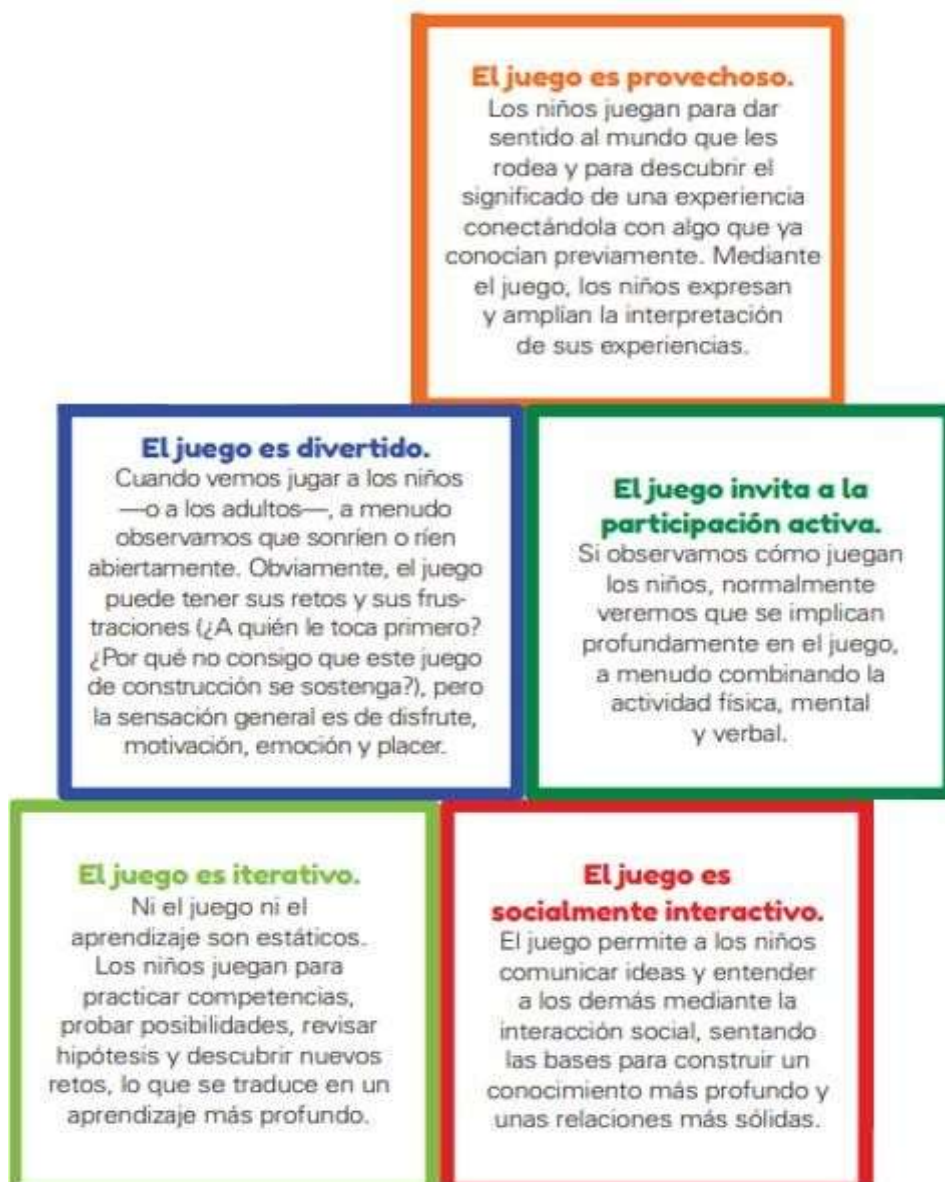 El juego es provechoso.
Los niños juegan para dar
sentido al mundo que les
rodea y para descubrir el
significado de una experiencia
conectándola con algo que ya
conocían previamente. Mediante
el juego, los niños expresan
y amplían la interpretación
de sus experiencias.
El juego es divertido.
Cuando vemos jugar a los niños
—o a los adultos—, a menudo
observamos que sonríen o ríen
abiertamente. Obviamente, el juego
puede tener sus retos y sus frus-
traciones (¿A quién le toca primero?
¿Por qué no consigo que este juego
de construcción se sostenga?), pero
la sensación general es de disfrute,
motivación, emoción y placer.
El juego invita a la
participación activa.
Si observamos cómo juegan
los niños, normalmente
veremos que se implican
profundamente en el juego,
a menudo combinando la
actividad física, mental
y verbal.
El juego es iterativo.
Ni el juego ni el
aprendizaje son estáticos.
Los niños juegan para
practicar competencias,
probar posibilidades, revisar
hipótesis y descubrir nuevos
retos, lo que se traduce en un
aprendizaje más profundo.
El juego es
socialmente interactivo.
El juego permite a los niños
comunicar ideas y entender
a los demás mediante la
interacción social, sentando
las bases para construir un
conocimiento más profundo y
unas relaciones más sólidas.